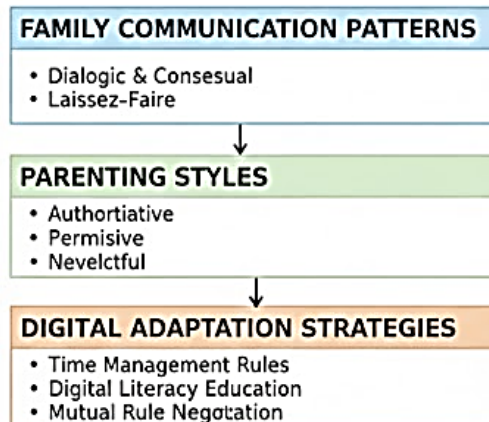 FAMILY COMMUNICATION PATTERNS
• Dialogic & Consesual
• Laissez-Faire
PARENTING STYLES
• Authortiative
• Permisive
• Nevelctful
DIGITAL ADAPTATION STRATEGIES
• Time Management Rules
• Digital Literacy Education
• Mutual Rule Negotation